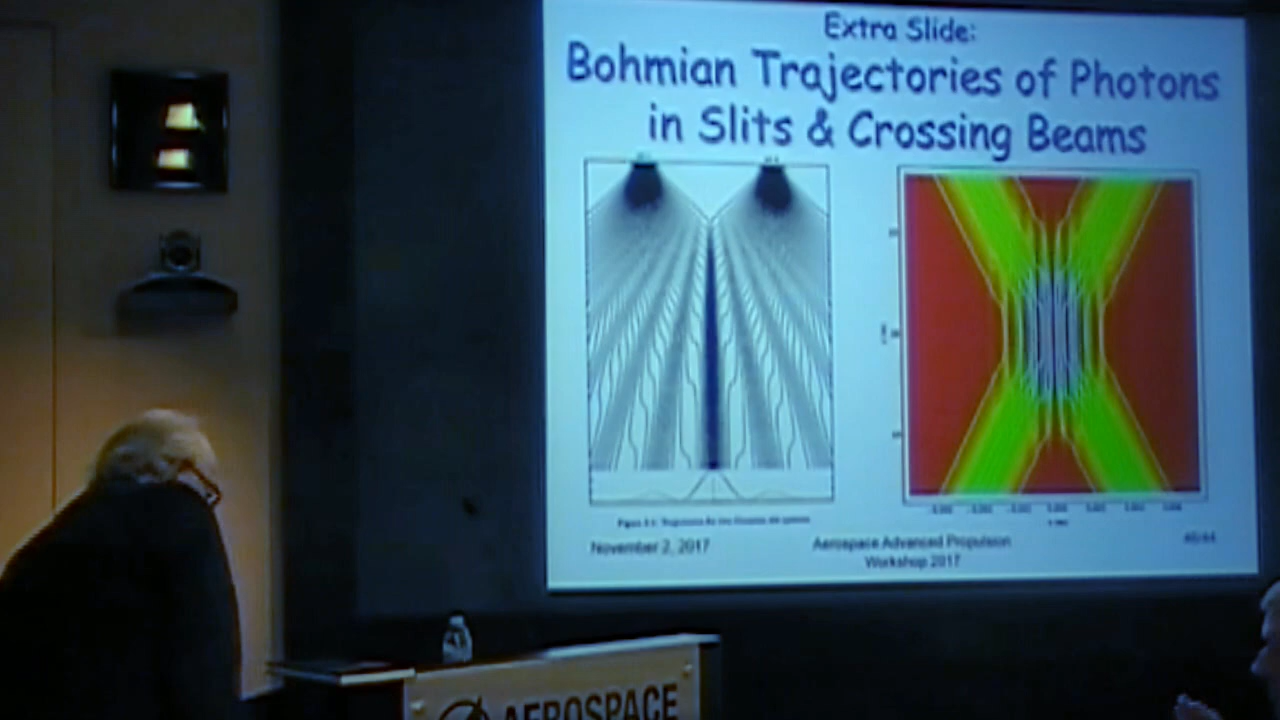 Extra Slide:
Bohmian Trajectories of Photons
in Slits & Crossing Beams
November 2, 2017
Aerospace Advanced Propulsion
Workshop 2017
AEROSPACE